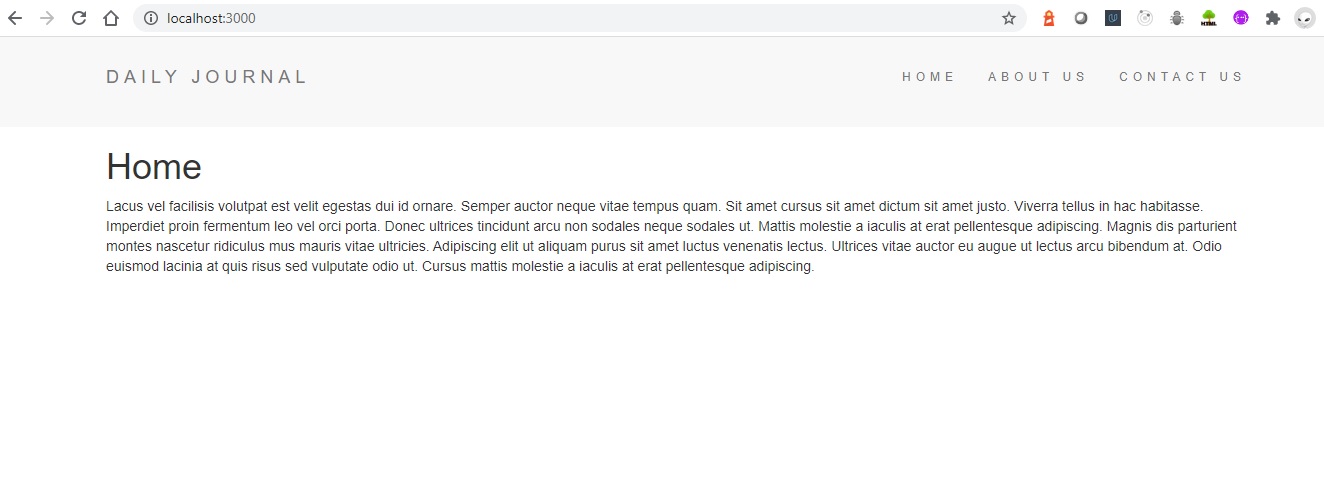 localhost:3000
HTML
DAILY JOURNAL
HOME ABOUT US CONTACT US
Home
Lacus vel facilisis volutpat est velit egestas dui id ornare. Semper auctor neque vitae tempus quam. Sit amet cursus sit amet dictum sit amet justo. Viverra tellus in hac habitasse.
Imperdiet proin fermentum leo vel orci porta. Donec ultrices tincidunt arcu non sodales neque sodales ut. Mattis molestie a iaculis at erat pellentesque adipiscing. Magnis dis parturient
montes nascetur ridiculus mus mauris vitae ultricies. Adipiscing elit ut aliquam purus sit amet luctus venenatis lectus. Ultrices vitae auctor eu augue ut lectus arcu bibendum at. Odio
euismod lacinia at quis risus sed vulputate odio ut. Cursus mattis molestie a iaculis at erat pellentesque adipiscing.